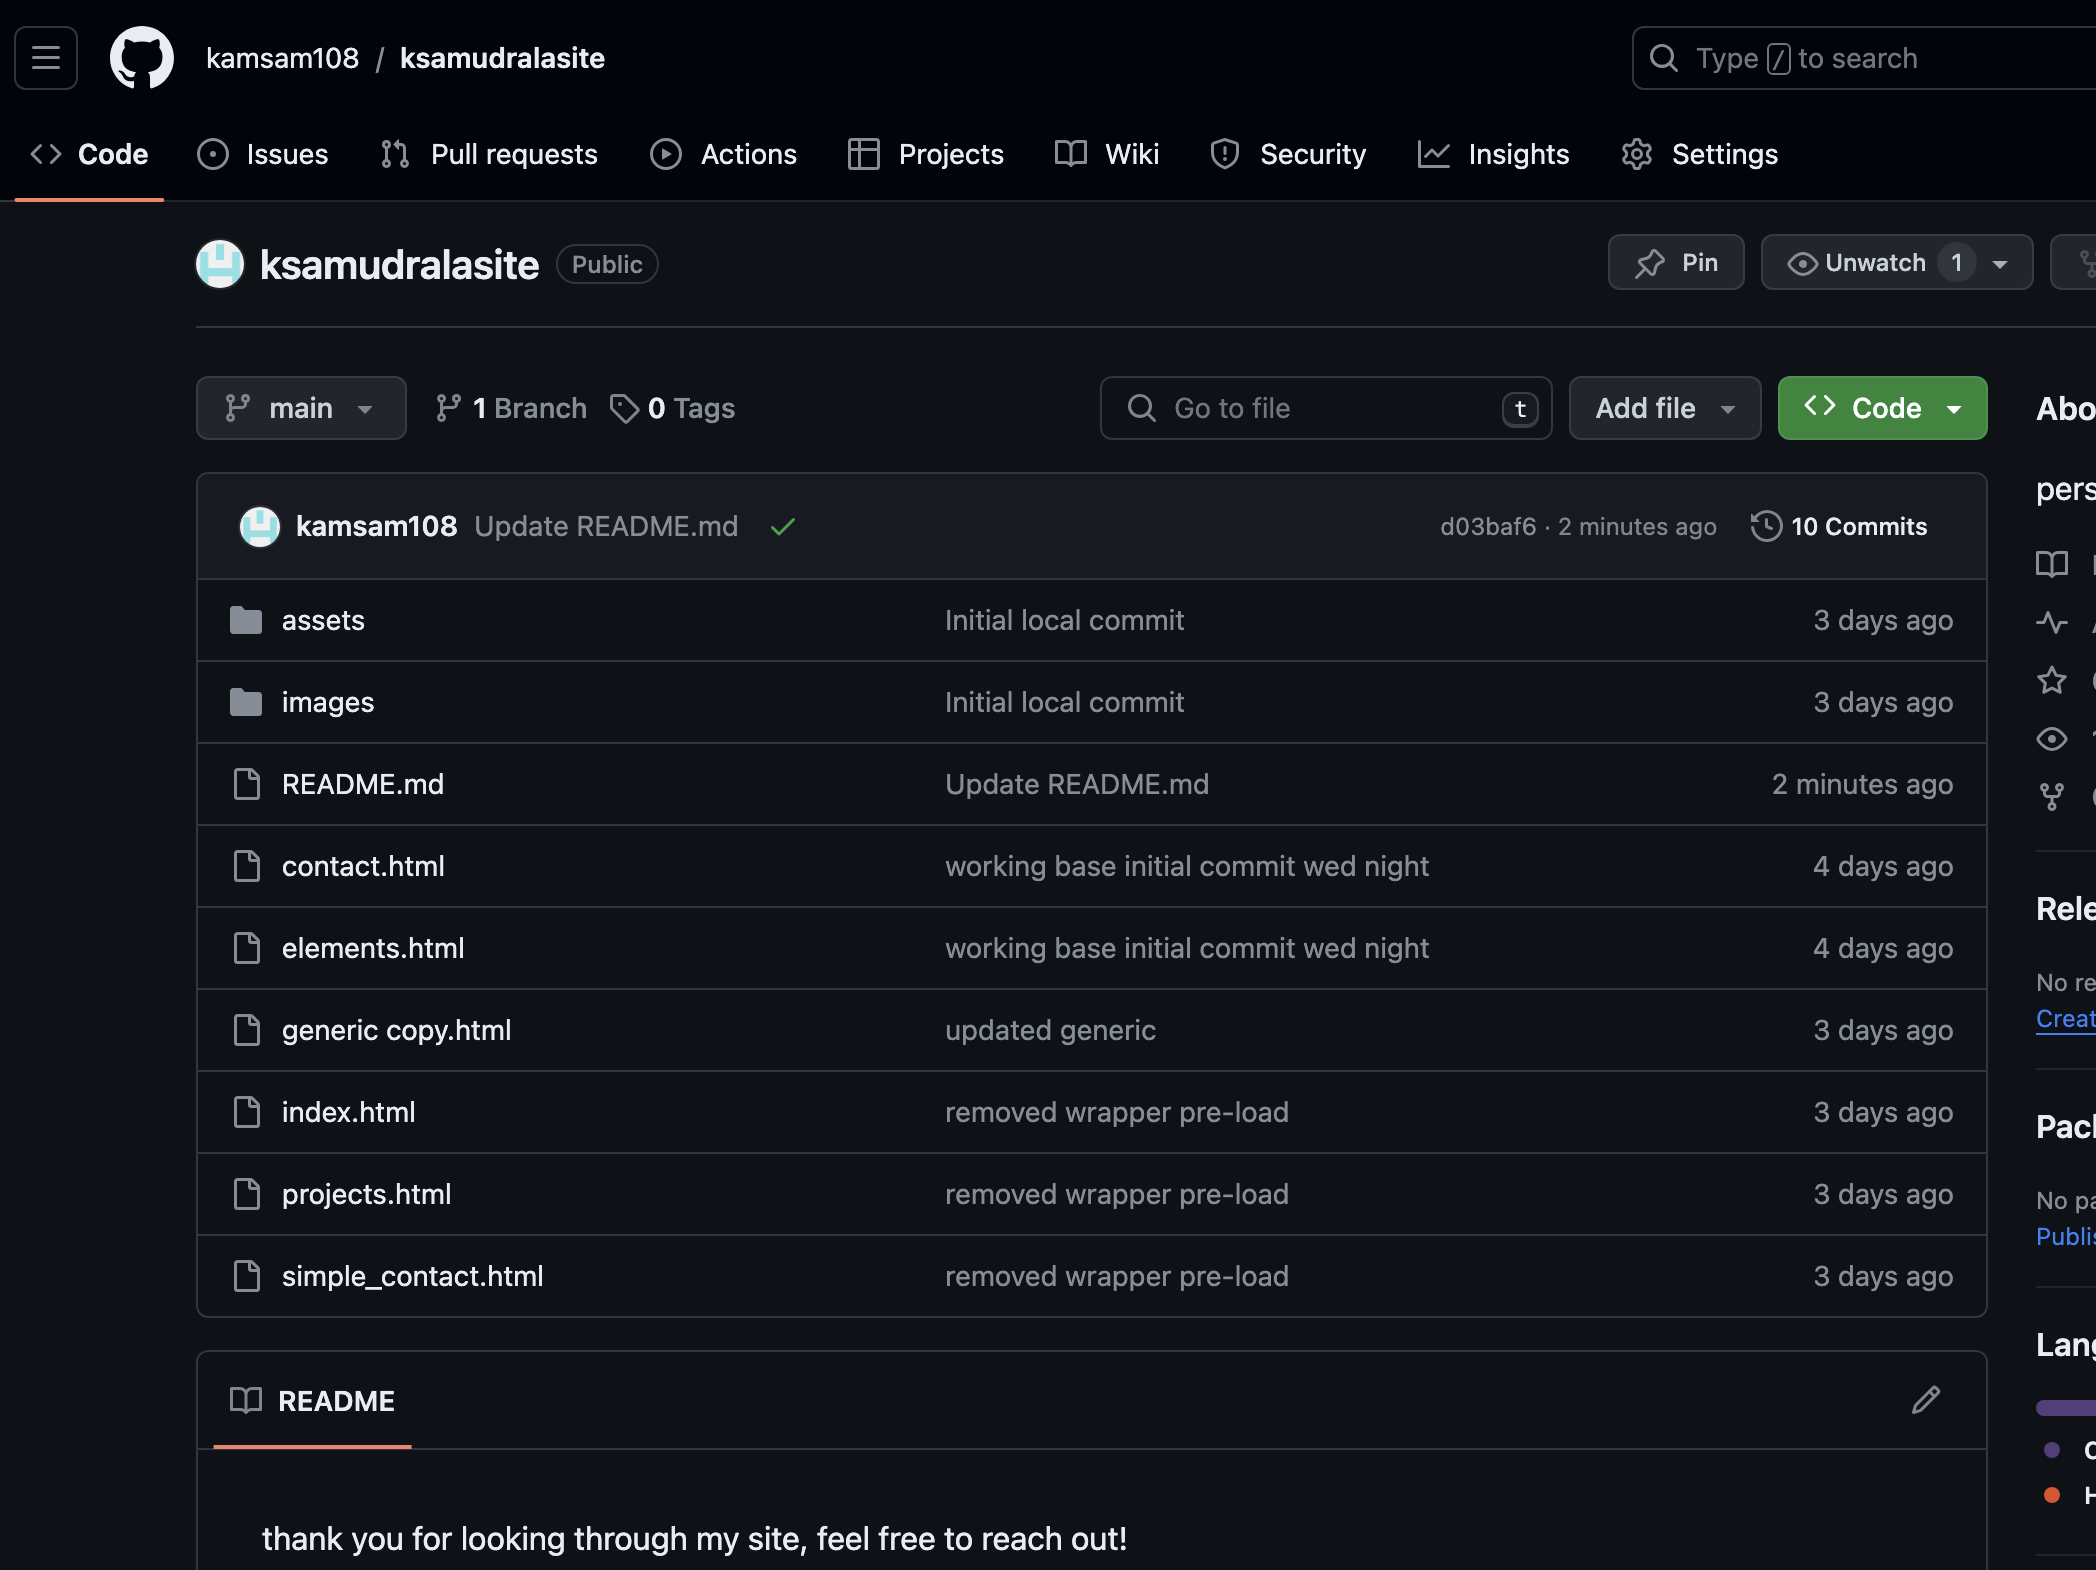 kamsam108 / ksamudralasite
Type / to search
Code Issues Pull requests Actions Projects Wiki Security Insights Settings
ksamudralasite Public
Pin Unwatch 1
main 1 Branch 0 Tags Go to file t Add file Code
kamsam108 Update README.md d03baf6 · 2 minutes ago 10 Commits
assets Initial local commit 3 days ago
images Initial local commit 3 days ago
README.md Update README.md 2 minutes ago
contact.html working base initial commit wed night 4 days ago
elements.html working base initial commit wed night 4 days ago
generic copy.html updated generic 3 days ago
index.html removed wrapper pre-load 3 days ago
projects.html removed wrapper pre-load 3 days ago
simple_contact.html removed wrapper pre-load 3 days ago
README
thank you for looking through my site, feel free to reach out!
Abo
pers
Rele
No re
Creat
Pack
No pa
Publis
Lang